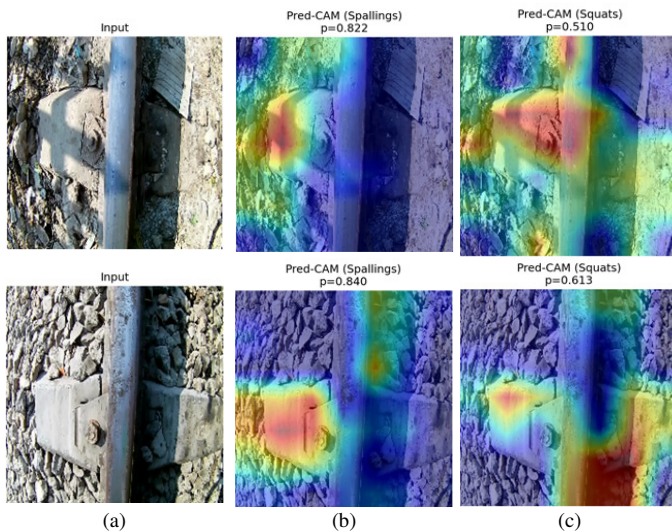 Input
Pred-CAM (Spallings)
p=0.822
Pred-CAM (Squats)
p=0.510
Input
Pred-CAM (Spallings)
p=0.840
Pred-CAM (Squats)
p=0.613
(a)
(b)
(c)